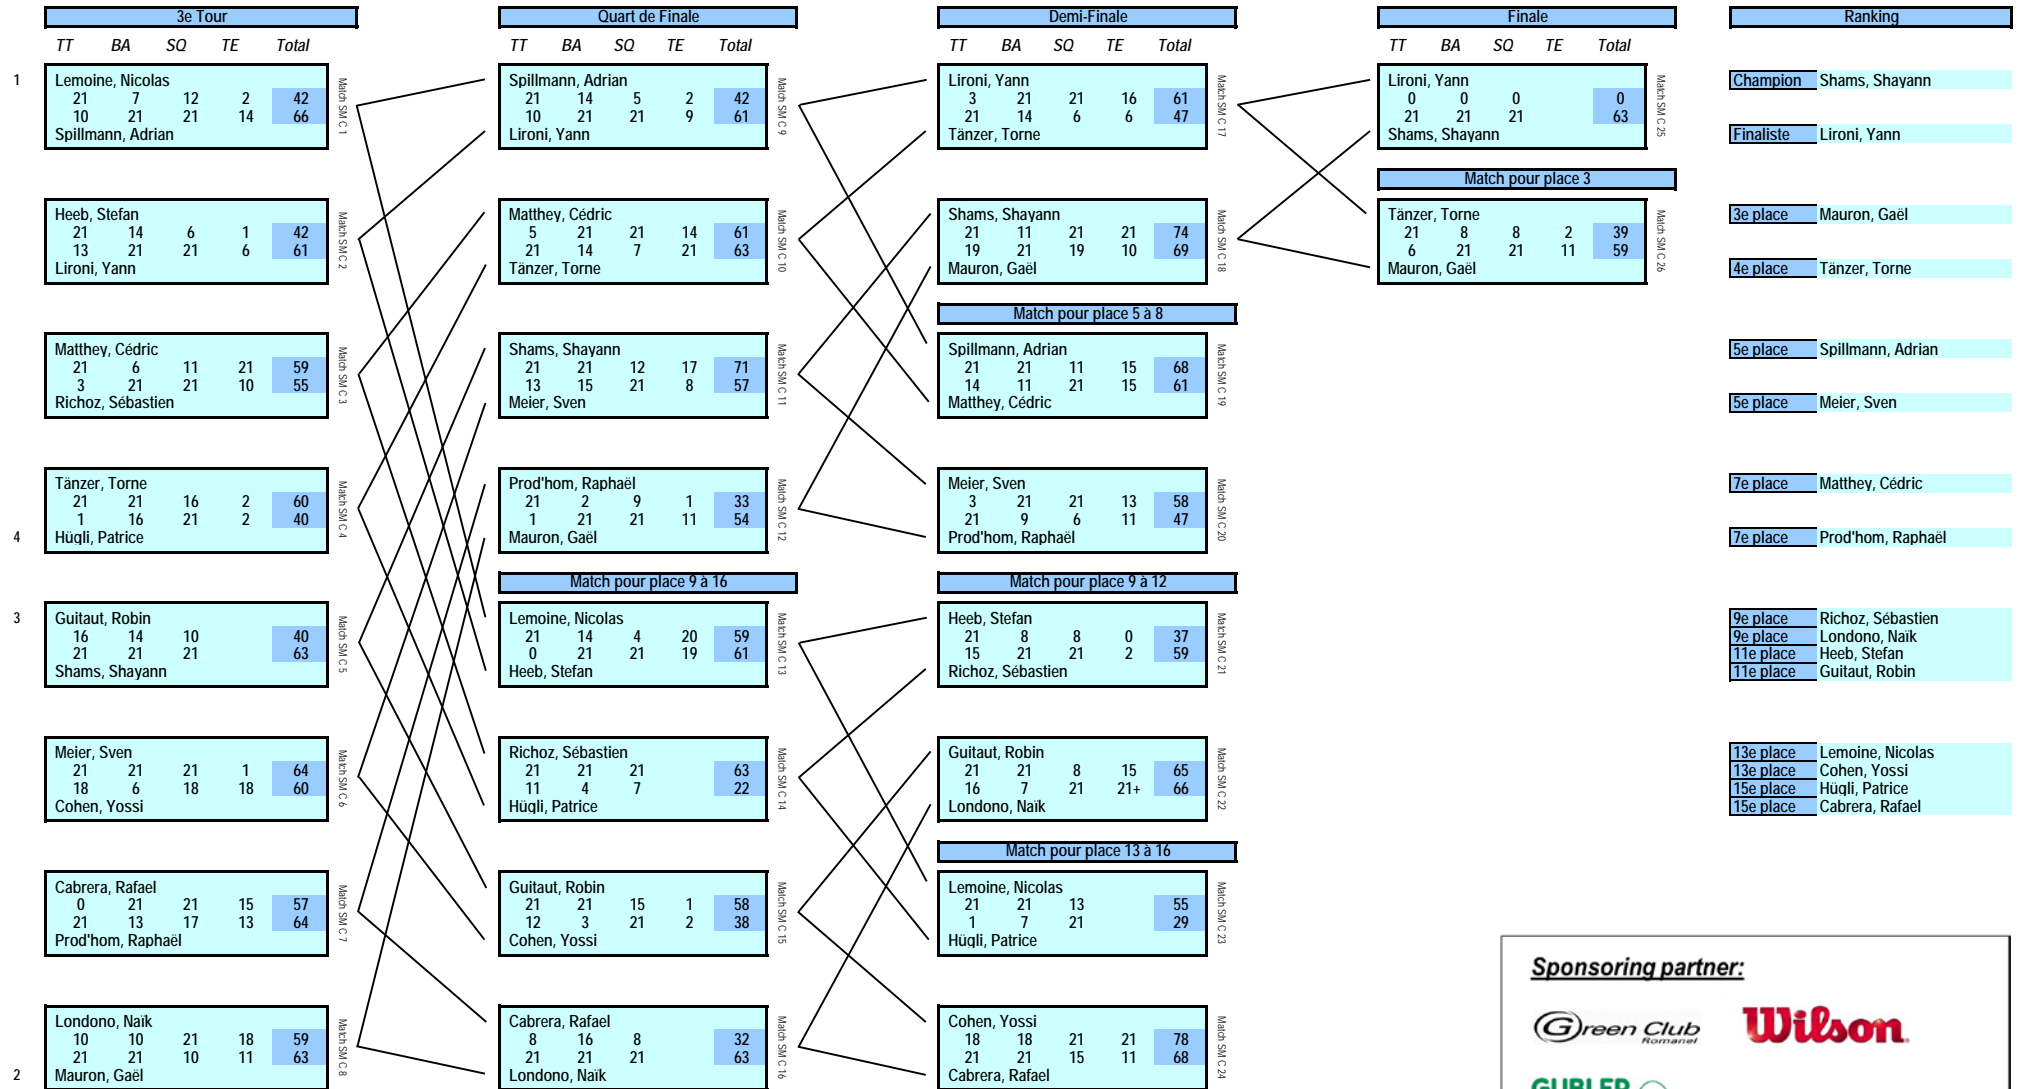 3e Tour
TT BA SQ TE Total
1
Lemoine, Nicolas
21 7 12 2 42
10 21 21 14 66
Spillmann, Adrian
Match SM C 1
Heeb, Stefan
21 14 6 1 42
13 21 21 6 61
Lironi, Yann
Match SM C 2
Matthey, Cédric
21 6 11 21 59
3 21 21 10 55
Richoz, Sébastien
Match SM C 3
Tänzer, Torne
21 21 16 2 60
1 16 21 2 40
4
Hügli, Patrice
Match SM C 4
3
Guitaut, Robin
16 14 10 40
21 21 21 63
Shams, Shayann
Match SM C 5
Meier, Sven
21 21 21 1 64
18 6 18 18 60
Cohen, Yossi
Match SM C 6
Cabrera, Rafael
0 21 21 15 57
21 13 17 13 64
Prod'hom, Raphaël
Match SM C 7
Londono, Naïk
10 10 21 18 59
21 21 10 11 63
2
Mauron, Gaël
Match SM C 8
Quart de Finale
TT BA SQ TE Total
Spillmann, Adrian
21 14 5 2 42
10 21 21 9 61
Lironi, Yann
Match SM C 9
Matthey, Cédric
5 21 21 14 61
21 14 7 21 63
Tänzer, Torne
Match SM C 10
Shams, Shayann
21 21 12 17 71
13 15 21 8 57
Meier, Sven
Match SM C 11
Prod'hom, Raphaël
21 2 9 1 33
1 21 21 11 54
Mauron, Gaël
Match SM C 12
Match pour place 9 à 16
Lemoine, Nicolas
21 14 4 20 59
0 21 21 19 61
Heeb, Stefan
Match SM C 13
Richoz, Sébastien
21 21 21 63
11 4 7 22
Hügli, Patrice
Match SM C 14
Guitaut, Robin
21 21 15 1 58
12 3 21 2 38
Cohen, Yossi
Match SM C 15
Cabrera, Rafael
8 16 8 32
21 21 21 63
Londono, Naïk
Match SM C 16
Demi-Finale
TT BA SQ TE Total
Lironi, Yann
3 21 21 16 61
21 14 6 6 47
Tänzer, Torne
Match SM C 17
Shams, Shayann
21 11 21 21 74
19 21 19 10 69
Mauron, Gaël
Match SM C 18
Match pour place 5 à 8
Spillmann, Adrian
21 21 11 15 68
14 11 21 15 61
Matthey, Cédric
Match SM C 19
Meier, Sven
3 21 21 13 58
21 9 6 11 47
Prod'hom, Raphaël
Match SM C 20
Match pour place 9 à 12
Heeb, Stefan
21 8 8 0 37
15 21 21 2 59
Richoz, Sébastien
Match SM C 21
Guitaut, Robin
21 21 8 15 65
16 7 21 21+ 66
Londono, Naïk
Match SM C 22
Match pour place 13 à 16
Lemoine, Nicolas
21 21 13 55
1 7 21 29
Hügli, Patrice
Match SM C 23
Cohen, Yossi
18 18 21 21 78
21 21 15 11 68
Cabrera, Rafael
Match SM C 24
Finale
TT BA SQ TE Total
Lironi, Yann
0 0 0 0
21 21 21 63
Shams, Shayann
Match SM C 25
Match pour place 3
Tänzer, Torne
21 8 8 2 39
6 21 21 11 59
Mauron, Gaël
Match SM C 26
Ranking
Champion Shams, Shayann
Finaliste Lironi, Yann
3e place Mauron, Gaël
4e place Tänzer, Torne
5e place Spillmann, Adrian
5e place Meier, Sven
7e place Matthey, Cédric
7e place Prod'hom, Raphaël
9e place Richoz, Sébastien
9e place Londono, Naïk
11e place Heeb, Stefan
11e place Guitaut, Robin
13e place Lemoine, Nicolas
13e place Cohen, Yossi
15e place Hügli, Patrice
15e place Cabrera, Rafael
Sponsoring partner:
Green Club
Romanel
Wilson
GUBLER